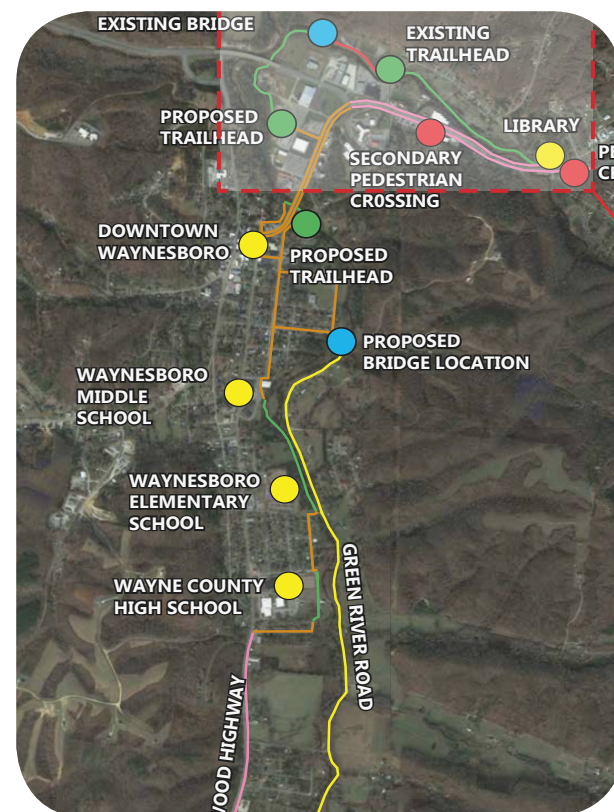 EXISTING BRIDGE
EXISTING
TRAILHEAD
PROPOSED
TRAILHEAD
LIBRARY
SECONDARY
PEDESTRIAN
CR0SSING
DOWNTOWN
WAYNESBORO
PROPOSED
TRAILHEAD
PROPOSED
BRIDGE LOCATION
WAYNESBORO
MIDDLE
SCHOOL
WAYNESBORO
ELEMENTARY
SCHOOL
WAYNE COUNTY
HIGH SCHOOL
GREEN RIVER ROAD
HIGHWAY